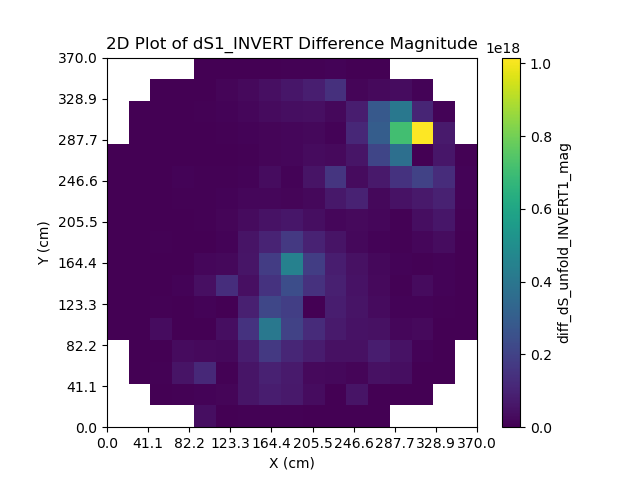 2D Plot of dS1_INVERT Difference Magnitude
1e18
370.0
328.9
287.7
246.6
205.5
164.4
123.3
82.2
41.1
0.0
Y (cm)
0.0 41.1 82.2 123.3 164.4 205.5 246.6 287.7 328.9 370.0
X (cm)
1.0
0.8
0.6
0.4
0.2
0.0
diff_dS_unfold_INVERT1_mag